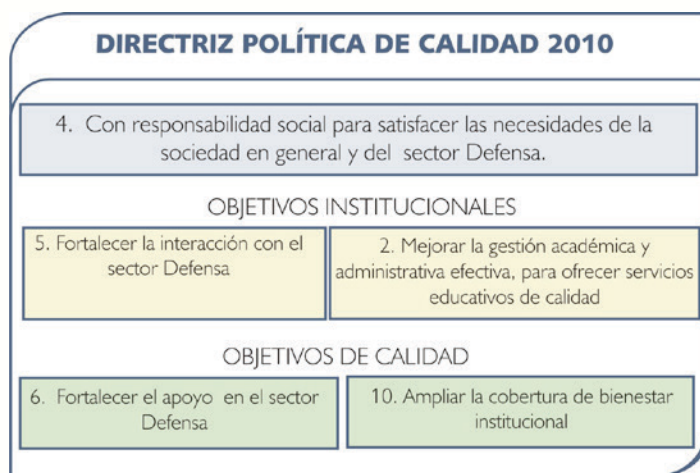 DIRECTRIZ POLÍTICA DE CALIDAD 2010
4. Con responsabilidad social para satisfacer las necesidades de la
sociedad en general y del sector Defensa.
OBJETIVOS INSTITUCIONALES
5. Fortalecer la interacción con el
sector Defensa
2. Mejorar la gestión académica y
administrativa efectiva, para ofrecer servicios
educativos de calidad
OBJETIVOS DE CALIDAD
6. Fortalecer el apoyo en el sector
Defensa
10. Ampliar la cobertura de bienestar
institucional